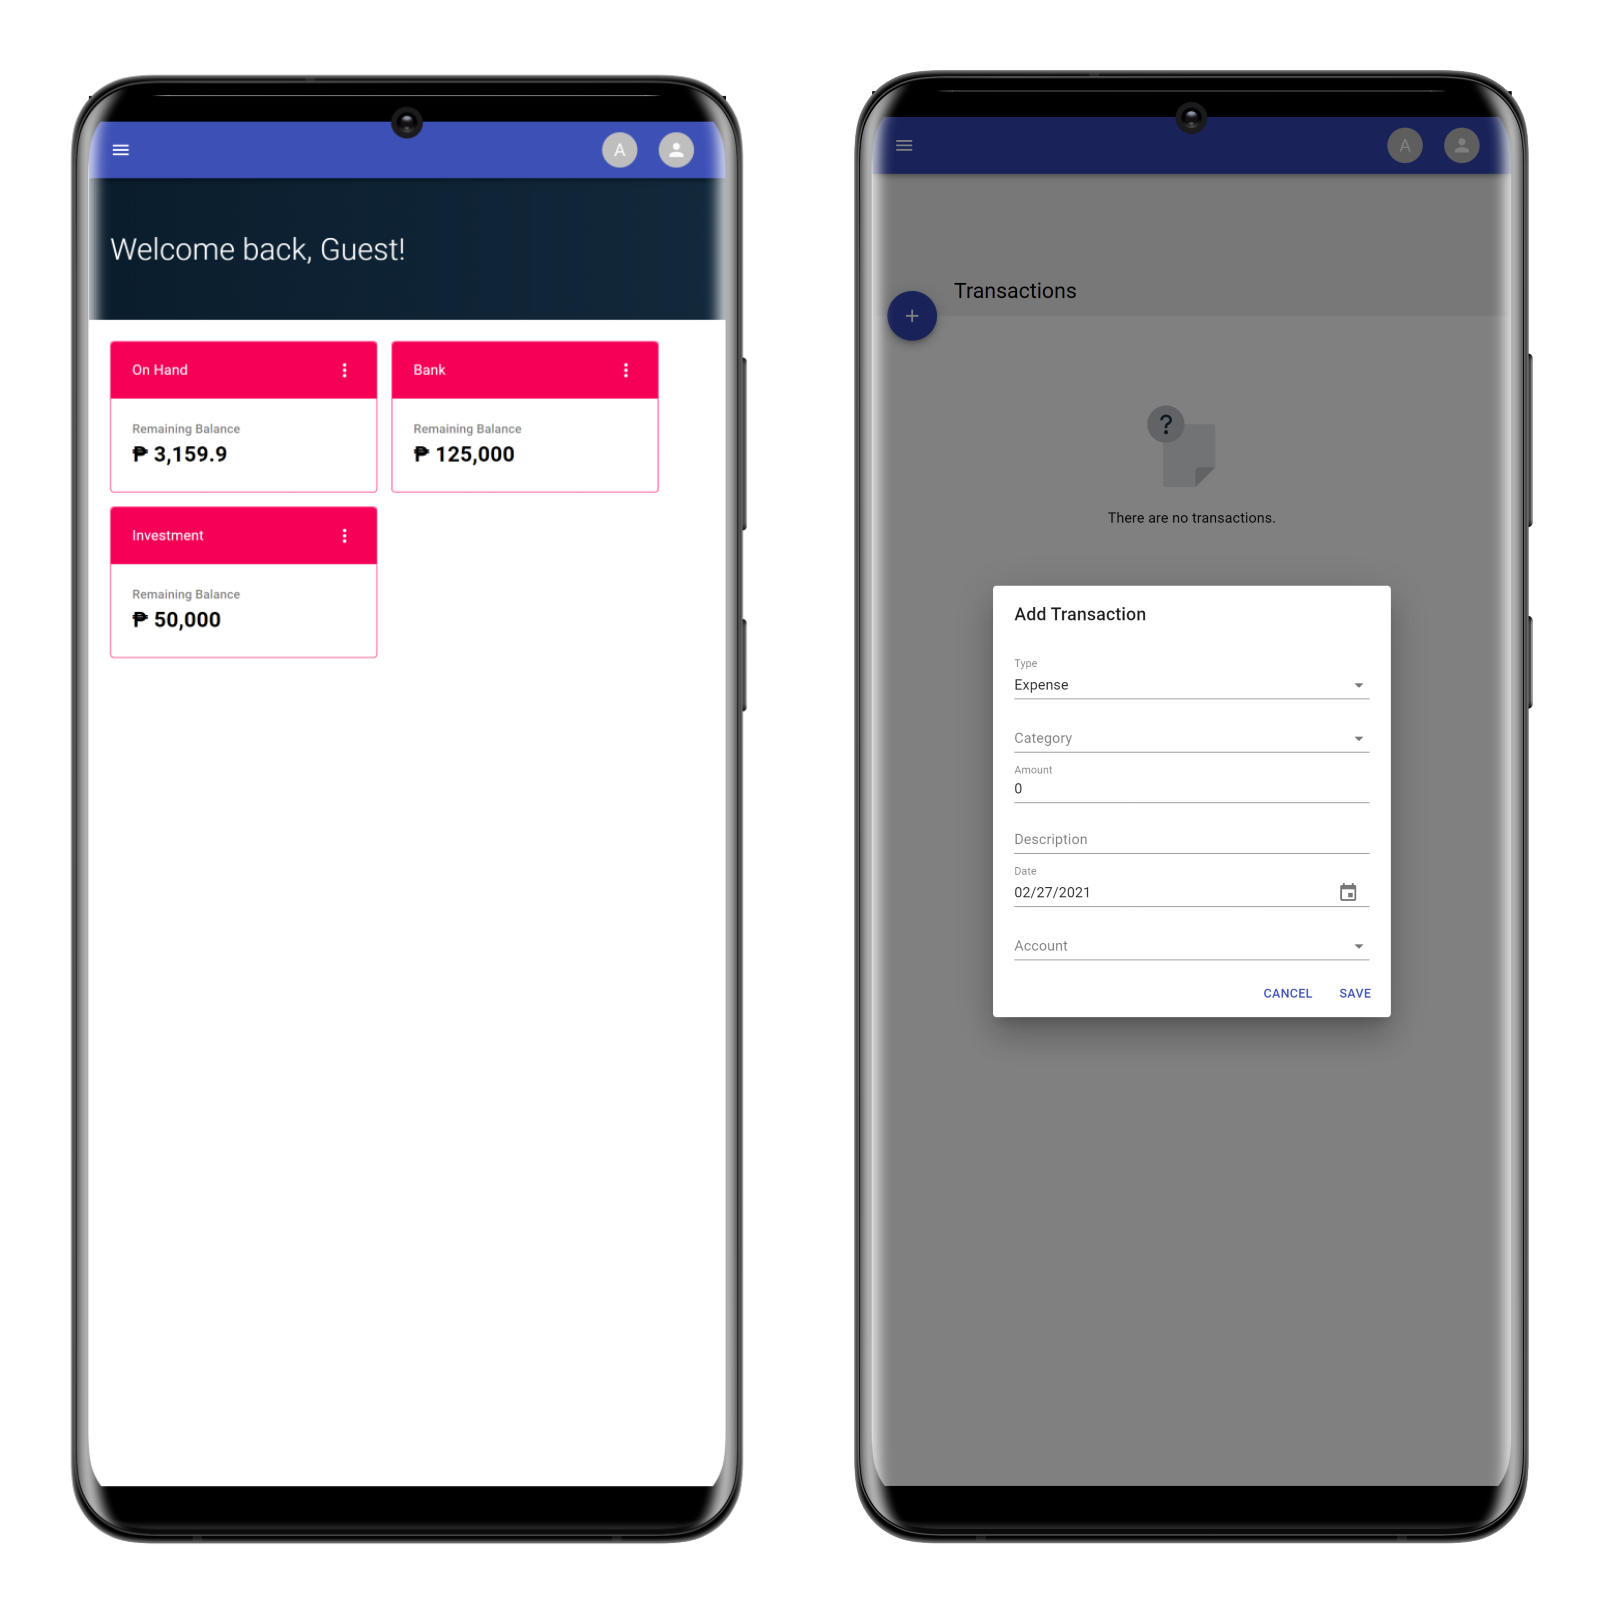 A
Welcome back, Guest!
On Hand
Remaining Balance
₱ 3,159.9
Bank
Remaining Balance
₱ 125,000
Investment
Remaining Balance
₱ 50,000
A
Transactions
+
?
There are no transactions.
Add Transaction
Type
Expense
Category
Amount
0
Description
Date
02/27/2021
Account
CANCEL SAVE